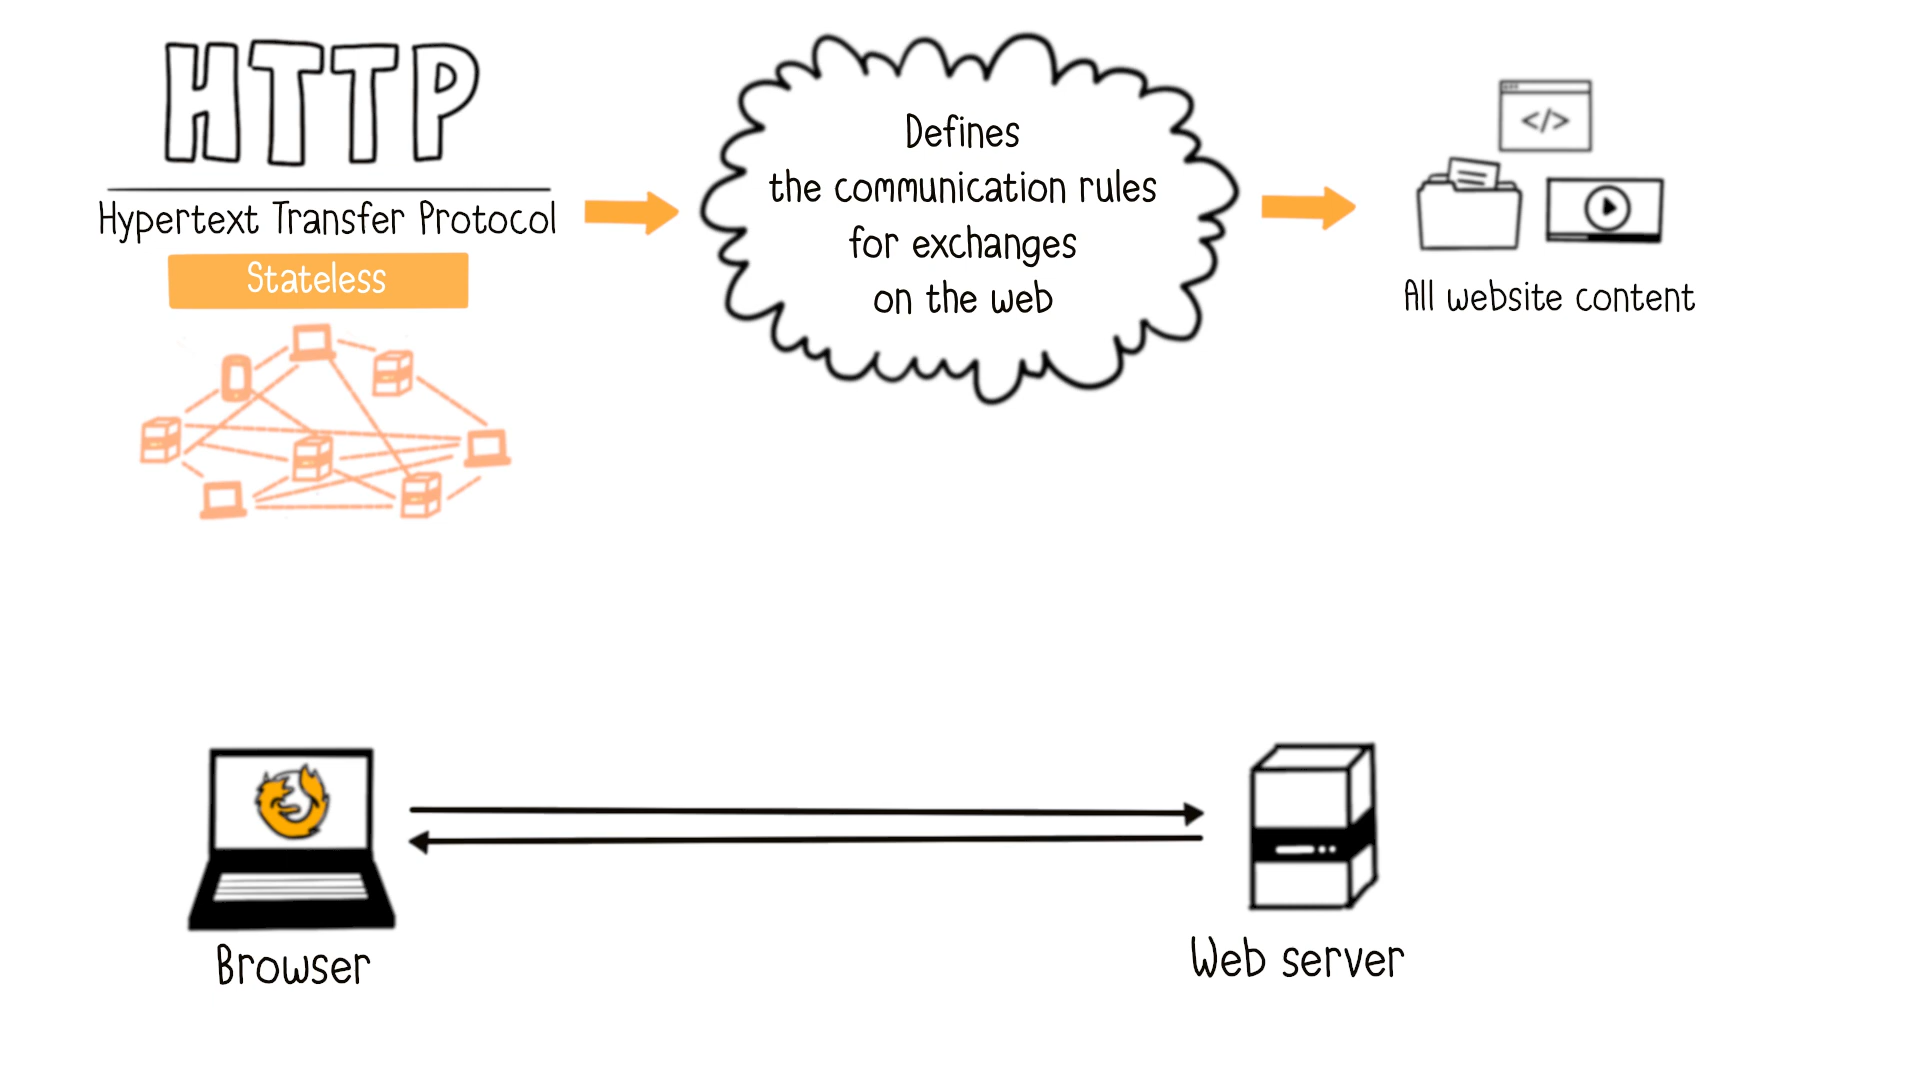 HTTP
Hypertext Transfer Protocol
Stateless
Defines
the communication rules
for exchanges
on the web
</>
All website content
Browser
Web server